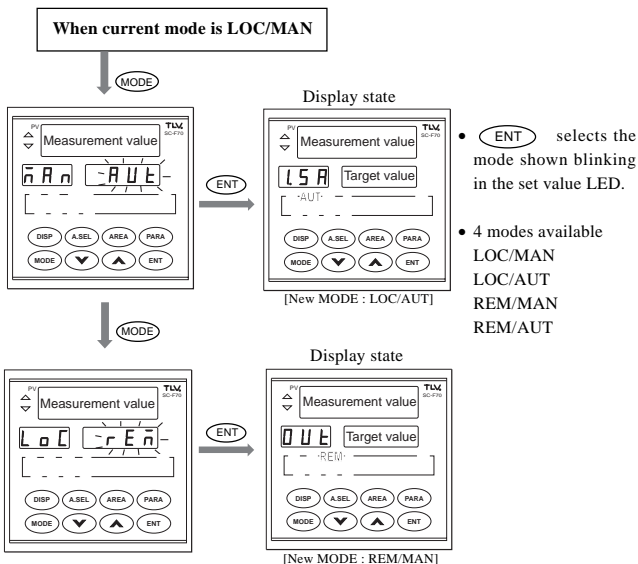 When current mode is LOC/MAN
MODE
PV
TLV
SC-F70
Measurement value
MAn AUt
DISP A.SEL AREA PARA
MODE ENT
ENT
Display state
PV
TLV
SC-F70
Measurement value
LSA Target value
AUT
DISP A.SEL AREA PARA
MODE ENT
[New MODE : LOC/AUT]
• ENT selects the
mode shown blinking
in the set value LED.
• 4 modes available
LOC/MAN
LOC/AUT
REM/MAN
REM/AUT
MODE
PV
TLV
SC-F70
Measurement value
LoC rEm
DISP A.SEL AREA PARA
MODE ENT
ENT
Display state
PV
TLV
SC-F70
Measurement value
OUt Target value
REM
DISP A.SEL AREA PARA
MODE ENT
[New MODE : REM/MAN]